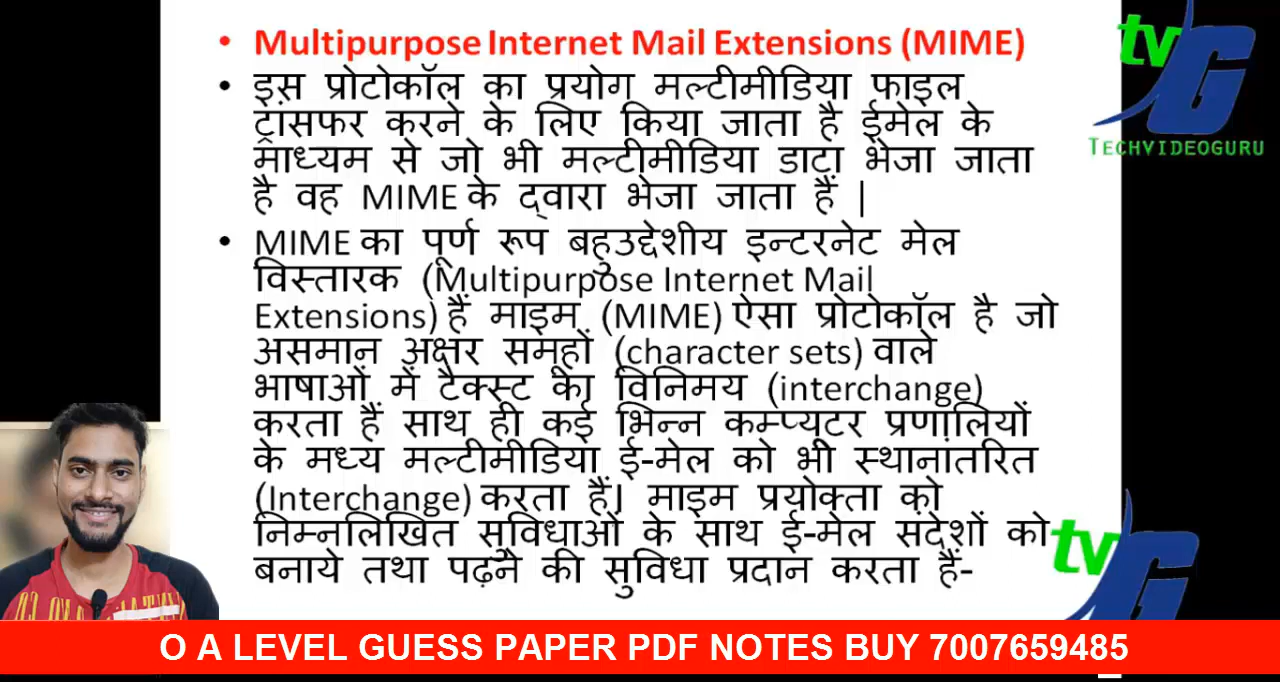 Multipurpose Internet Mail Extensions (MIME)
इस प्रोटोकॉल का प्रयोग मल्टीमीडिया फाइल
ट्रांसफर करने के लिए किया जाता है ईमेल के
माध्यम से जो भी मल्टीमीडिया डाटा भेजा जाता
है वह MIME के द्वारा भेजा जाता हैं |
MIME का पूर्ण रूप बहुउद्देशीय इन्टरनेट मेल
विस्तारक (Multipurpose Internet Mail
Extensions) हैं माइम (MIME) ऐसा प्रोटोकॉल है जो
असमान अक्षर समूहों (character sets) वाले
भाषाओं में टैक्स्ट का विनिमय (interchange)
करता हैं साथ ही कई भिन्न कम्प्यूटर प्रणालियों
के मध्य मल्टीमीडिया ई-मेल को भी स्थानांतरित
(Interchange) करता हैं। माइम प्रयोक्ता को
निम्नलिखित सुविधाओं के साथ ई-मेल संदेशों को
बनाये तथा पढ़ने की सुविधा प्रदान करता हैं-
tvG
TECHVIDEOGURU
tvG
O A LEVEL GUESS PAPER PDF NOTES BUY 7007659485